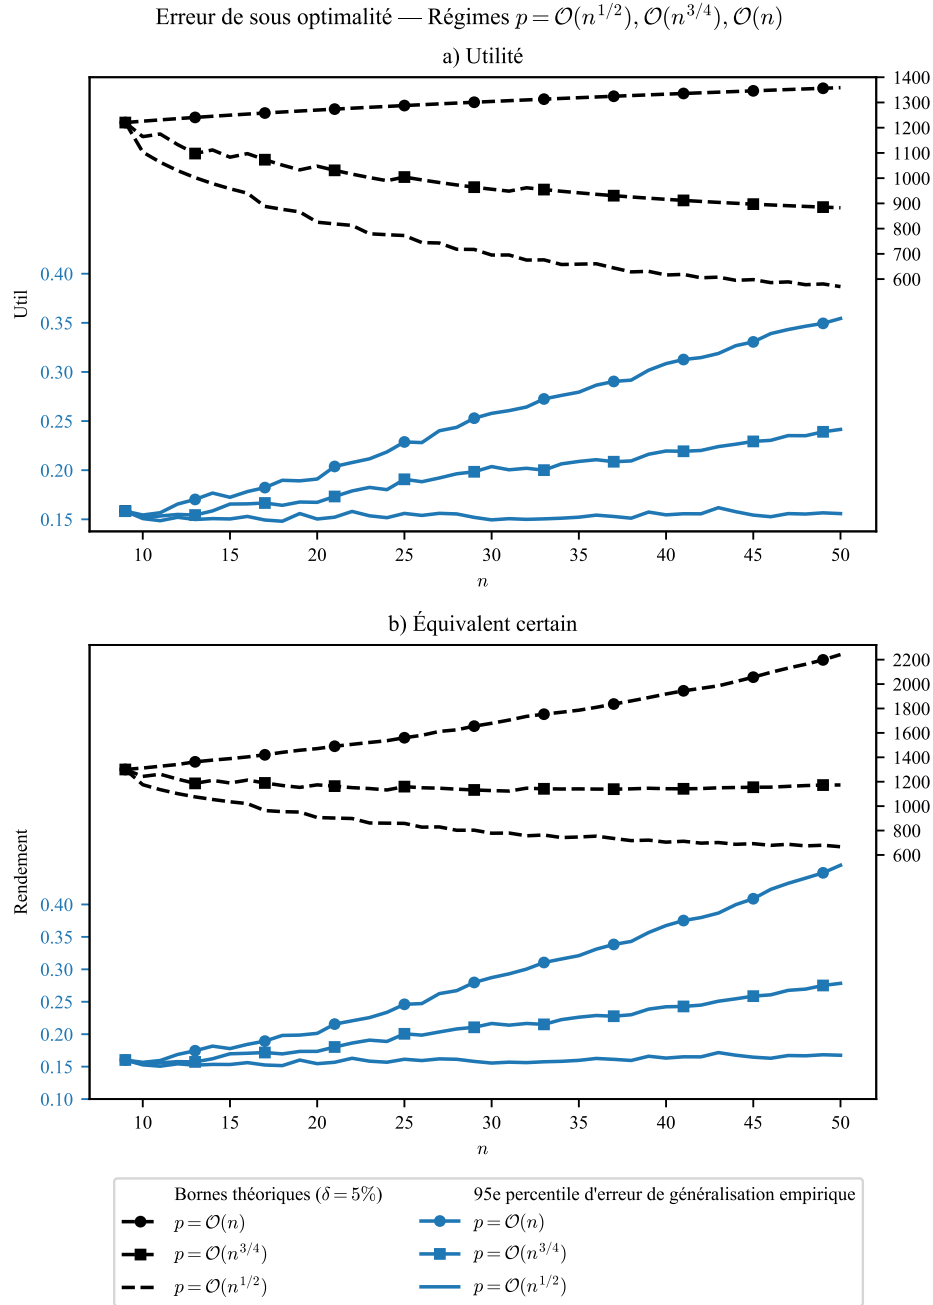 Erreur de sous optimalité — Régimes p = 𝒪(n^{1/2}), 𝒪(n^{3/4}), 𝒪(n)
a) Utilité
1400
1300
1200
1100
1000
900
800
700
600
Util
0.40
0.35
0.30
0.25
0.20
0.15
10 15 20 25 30 35 40 45 50
n
b) Équivalent certain
2200
2000
1800
1600
1400
1200
1000
800
600
Rendement
0.40
0.35
0.30
0.25
0.20
0.15
0.10
10 15 20 25 30 35 40 45 50
n
Bornes théoriques (δ = 5%)
p = 𝒪(n)
p = 𝒪(n^{3/4})
p = 𝒪(n^{1/2})
95e percentile d'erreur de généralisation empirique
p = 𝒪(n)
p = 𝒪(n^{3/4})
p = 𝒪(n^{1/2})